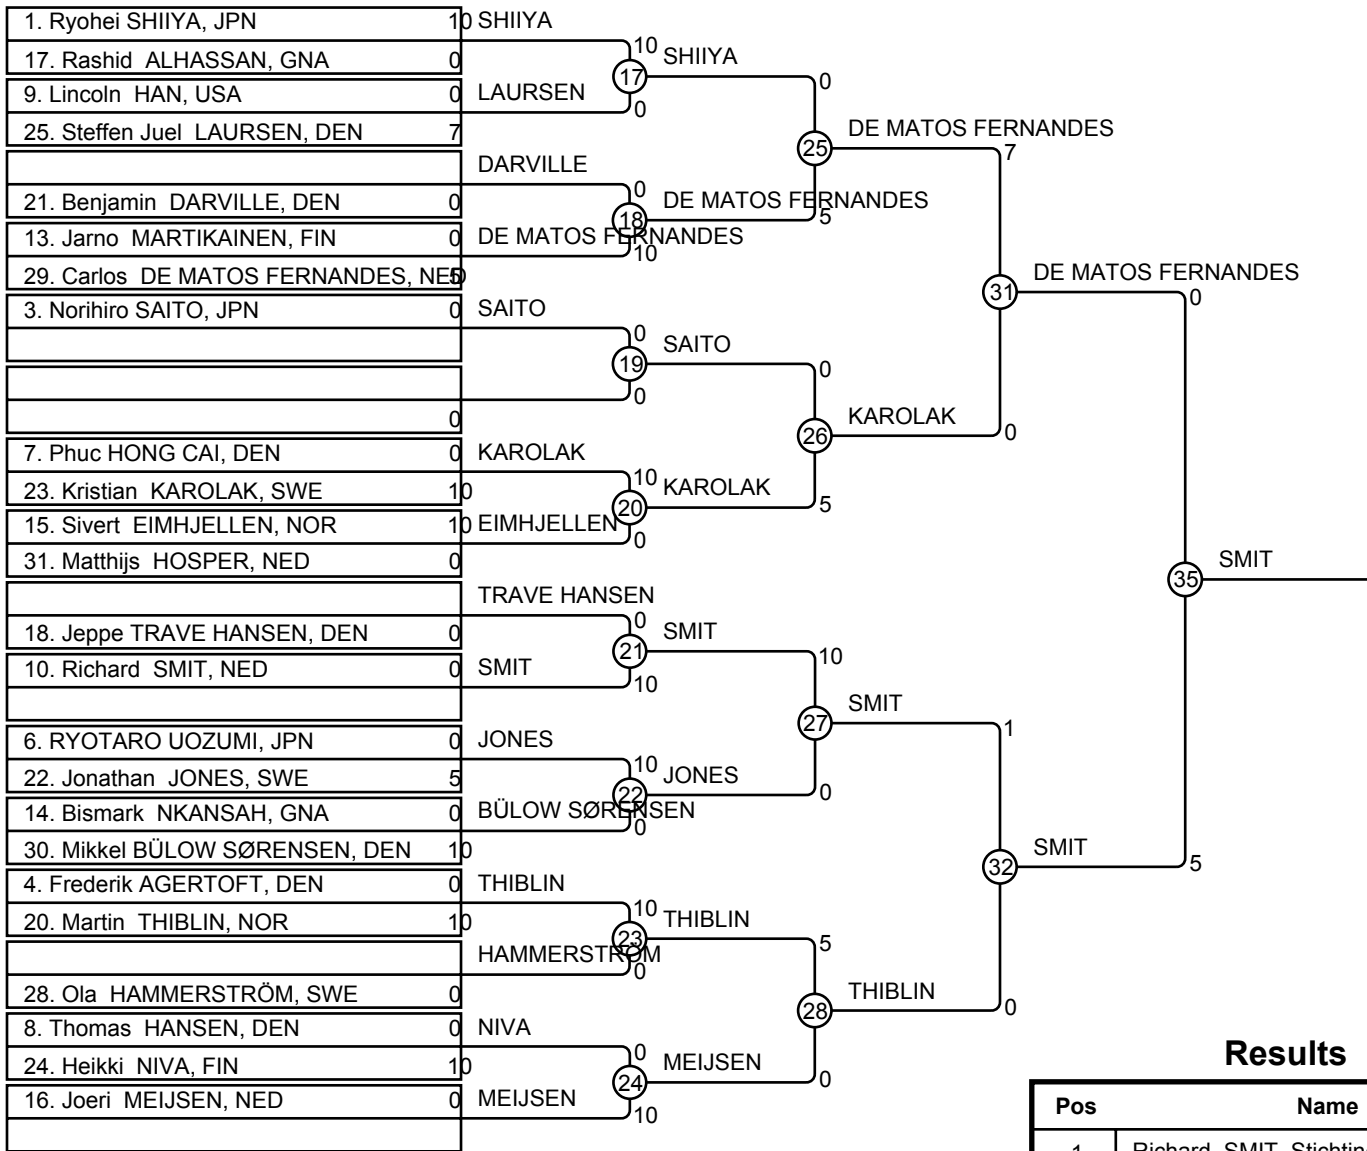 1. Ryohei SHIIYA, JPN 10 SHIIYA
10 SHIIYA
17. Rashid ALHASSAN, GNA 0
17
0
9. Lincoln HAN, USA 0 LAURSEN
0
25. Steffen Juel LAURSEN, DEN 7
25 DE MATOS FERNANDES
7
DARVILLE
0 DE MATOS FERNANDES
21. Benjamin DARVILLE, DEN 0
18
5
13. Jarno MARTIKAINEN, FIN 0 DE MATOS FERNANDES
10
29. Carlos DE MATOS FERNANDES, NED 5
31 DE MATOS FERNANDES
0
3. Norihiro SAITO, JPN 0 SAITO
0 SAITO
19
0
0
0
26 KAROLAK
0
7. Phuc HONG CAI, DEN 0 KAROLAK
10 KAROLAK
23. Kristian KAROLAK, SWE 10
20
5
15. Sivert EIMHJELLEN, NOR 10 EIMHJELLEN
0
31. Matthijs HOSPER, NED 0
35 SMIT
TRAVE HANSEN
0 SMIT
18. Jeppe TRAVE HANSEN, DEN 0
21
10
10. Richard SMIT, NED 0 SMIT
10
27 SMIT
1
6. RYOTARO UOZUMI, JPN 0 JONES
10 JONES
22. Jonathan JONES, SWE 5
22
0
14. Bismark NKANSAH, GNA 0 BÜLOW SØRENSEN
0
30. Mikkel BÜLOW SØRENSEN, DEN 10
32 SMIT
5
4. Frederik AGERTOFT, DEN 0 THIBLIN
10 THIBLIN
20. Martin THIBLIN, NOR 10
23
5
HAMMERSTRÖM
0
28. Ola HAMMERSTRÖM, SWE 0
28 THIBLIN
0
8. Thomas HANSEN, DEN 0 NIVA
0 MEIJSEN
24. Heikki NIVA, FIN 10
24
0
16. Joeri MEIJSEN, NED 0 MEIJSEN
10
Results
Pos Name
1 Richard SMIT